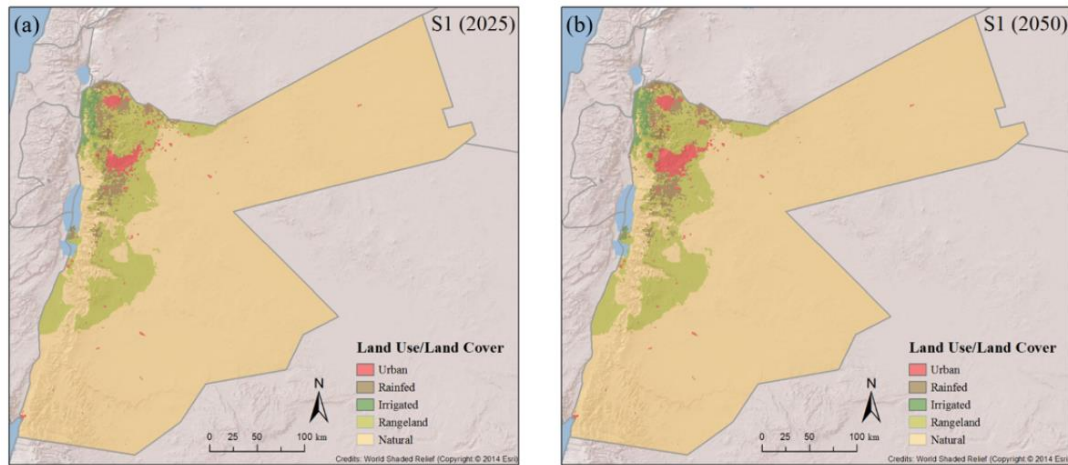 (a)
S1 (2025)
Land Use/Land Cover
Urban
Rainfed
Irrigated
Rangeland
Natural
N
0 25 50 100 km
Credits: World Shaded Relief (Copyright © 2014 Esri)
(b)
S1 (2050)
Land Use/Land Cover
Urban
Rainfed
Irrigated
Rangeland
Natural
N
0 25 50 100 km
Credits: World Shaded Relief (Copyright © 2014 Esri)